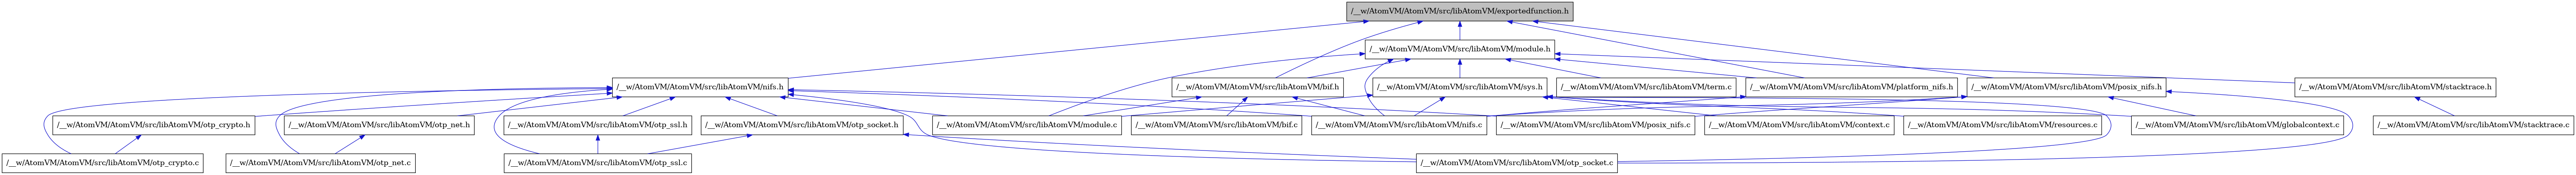 /__w/AtomVM/AtomVM/src/libAtomVM/exportedfunction.h
/__w/AtomVM/AtomVM/src/libAtomVM/module.h
/__w/AtomVM/AtomVM/src/libAtomVM/nifs.h
/__w/AtomVM/AtomVM/src/libAtomVM/bif.h
/__w/AtomVM/AtomVM/src/libAtomVM/sys.h
/__w/AtomVM/AtomVM/src/libAtomVM/term.c
/__w/AtomVM/AtomVM/src/libAtomVM/platform_nifs.h
/__w/AtomVM/AtomVM/src/libAtomVM/posix_nifs.h
/__w/AtomVM/AtomVM/src/libAtomVM/stacktrace.h
/__w/AtomVM/AtomVM/src/libAtomVM/otp_crypto.h
/__w/AtomVM/AtomVM/src/libAtomVM/otp_net.h
/__w/AtomVM/AtomVM/src/libAtomVM/otp_ssl.h
/__w/AtomVM/AtomVM/src/libAtomVM/otp_socket.h
/__w/AtomVM/AtomVM/src/libAtomVM/module.c
/__w/AtomVM/AtomVM/src/libAtomVM/bif.c
/__w/AtomVM/AtomVM/src/libAtomVM/nifs.c
/__w/AtomVM/AtomVM/src/libAtomVM/posix_nifs.c
/__w/AtomVM/AtomVM/src/libAtomVM/context.c
/__w/AtomVM/AtomVM/src/libAtomVM/resources.c
/__w/AtomVM/AtomVM/src/libAtomVM/globalcontext.c
/__w/AtomVM/AtomVM/src/libAtomVM/stacktrace.c
/__w/AtomVM/AtomVM/src/libAtomVM/otp_crypto.c
/__w/AtomVM/AtomVM/src/libAtomVM/otp_net.c
/__w/AtomVM/AtomVM/src/libAtomVM/otp_ssl.c
/__w/AtomVM/AtomVM/src/libAtomVM/otp_socket.c